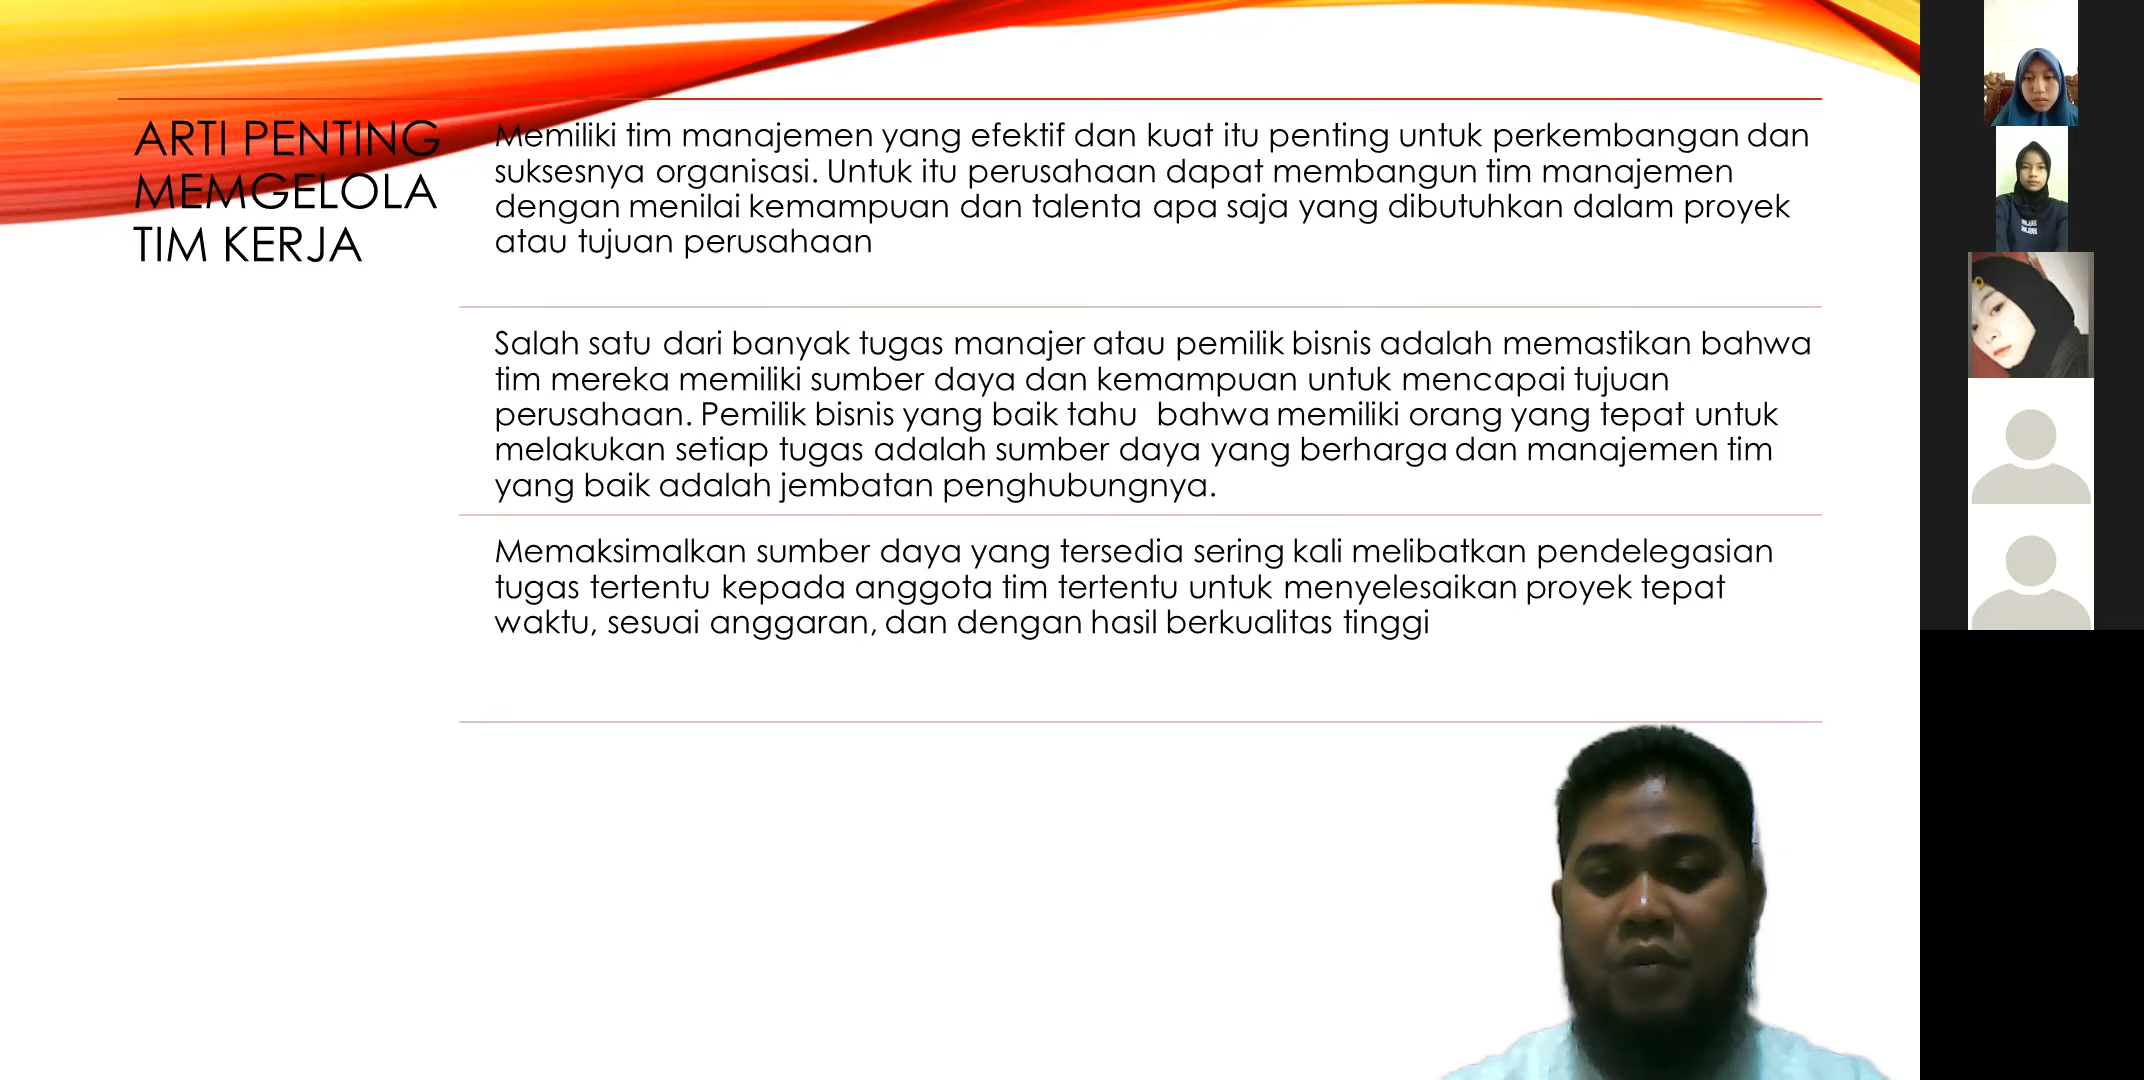 ARTI PENTING
MEMGELOLA
TIM KERJA
Memiliki tim manajemen yang efektif dan kuat itu penting untuk perkembangan dan
suksesnya organisasi. Untuk itu perusahaan dapat membangun tim manajemen
dengan menilai kemampuan dan talenta apa saja yang dibutuhkan dalam proyek
atau tujuan perusahaan
Salah satu dari banyak tugas manajer atau pemilik bisnis adalah memastikan bahwa
tim mereka memiliki sumber daya dan kemampuan untuk mencapai tujuan
perusahaan. Pemilik bisnis yang baik tahu  bahwa memiliki orang yang tepat untuk
melakukan setiap tugas adalah sumber daya yang berharga dan manajemen tim
yang baik adalah jembatan penghubungnya.
Memaksimalkan sumber daya yang tersedia sering kali melibatkan pendelegasian
tugas tertentu kepada anggota tim tertentu untuk menyelesaikan proyek tepat
waktu, sesuai anggaran, dan dengan hasil berkualitas tinggi